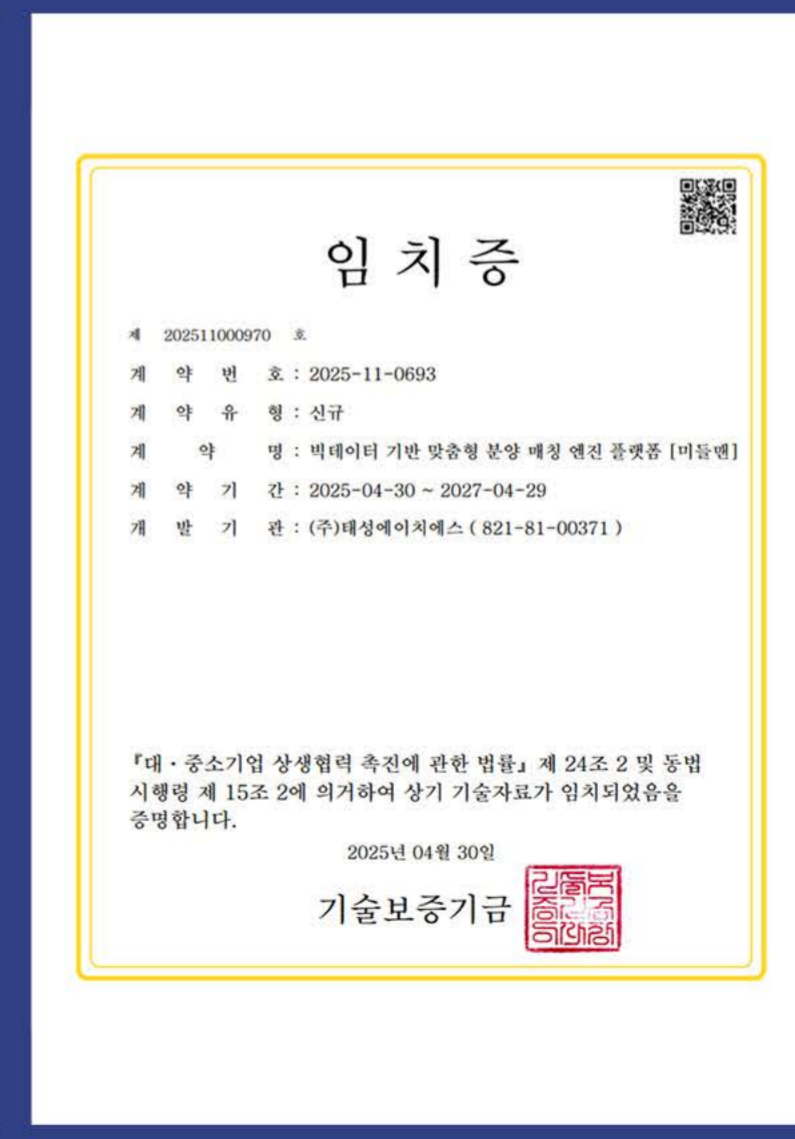 임 치 증
제 202511000970 호
계 약 번 호 : 2025-11-0693
계 약 유 형 : 신규
계 약 명 : 빅데이터 기반 맞춤형 분양 매칭 엔진 플랫폼 [미들맨]
계 약 기 간 : 2025-04-30 ~ 2027-04-29
개 발 기 관 : (주)태성에이치에스 ( 821-81-00371 )
『대·중소기업 상생협력 촉진에 관한 법률』 제 24조 2 및 동법
시행령 제 15조 2에 의거하여 상기 기술자료가 임치되었음을
증명합니다.
2025년 04월 30일
기술보증기금